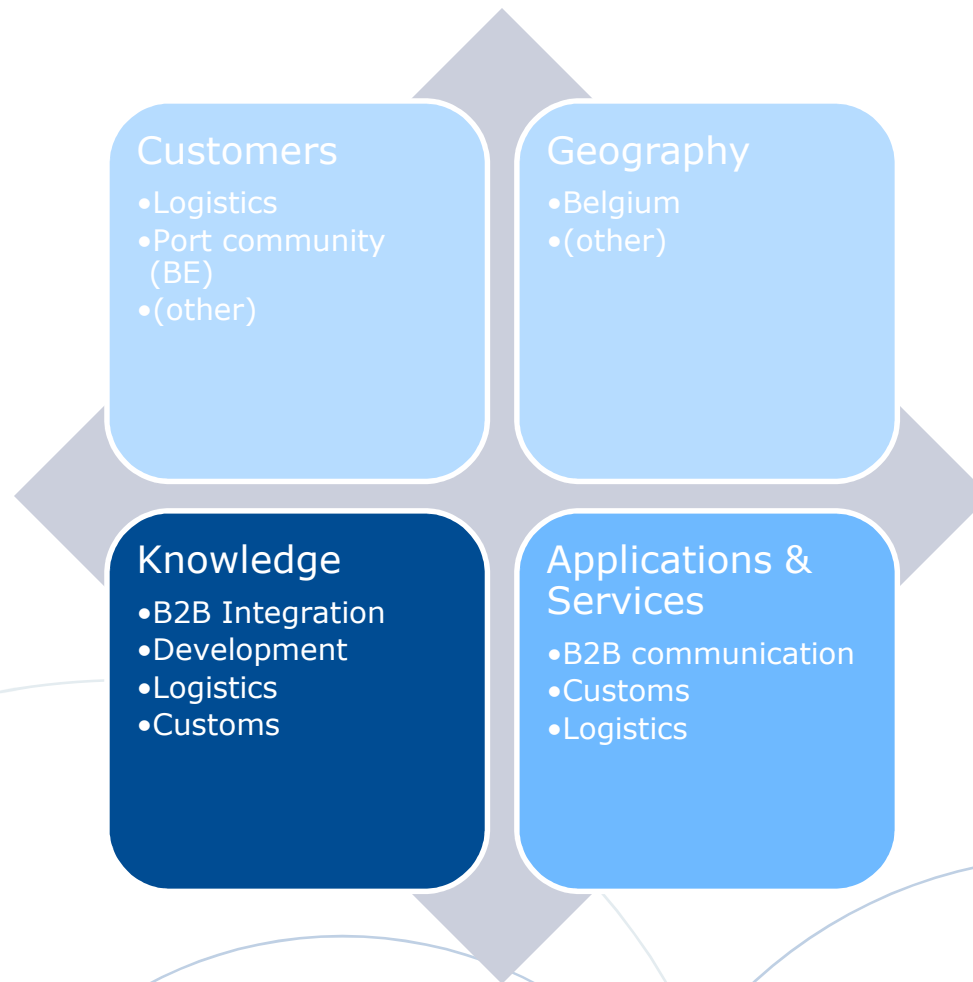 Customers
•Logistics
•Port community
(BE)
•(other)
Geography
•Belgium
•(other)
Knowledge
•B2B Integration
•Development
•Logistics
•Customs
Applications &
Services
•B2B communication
•Customs
•Logistics